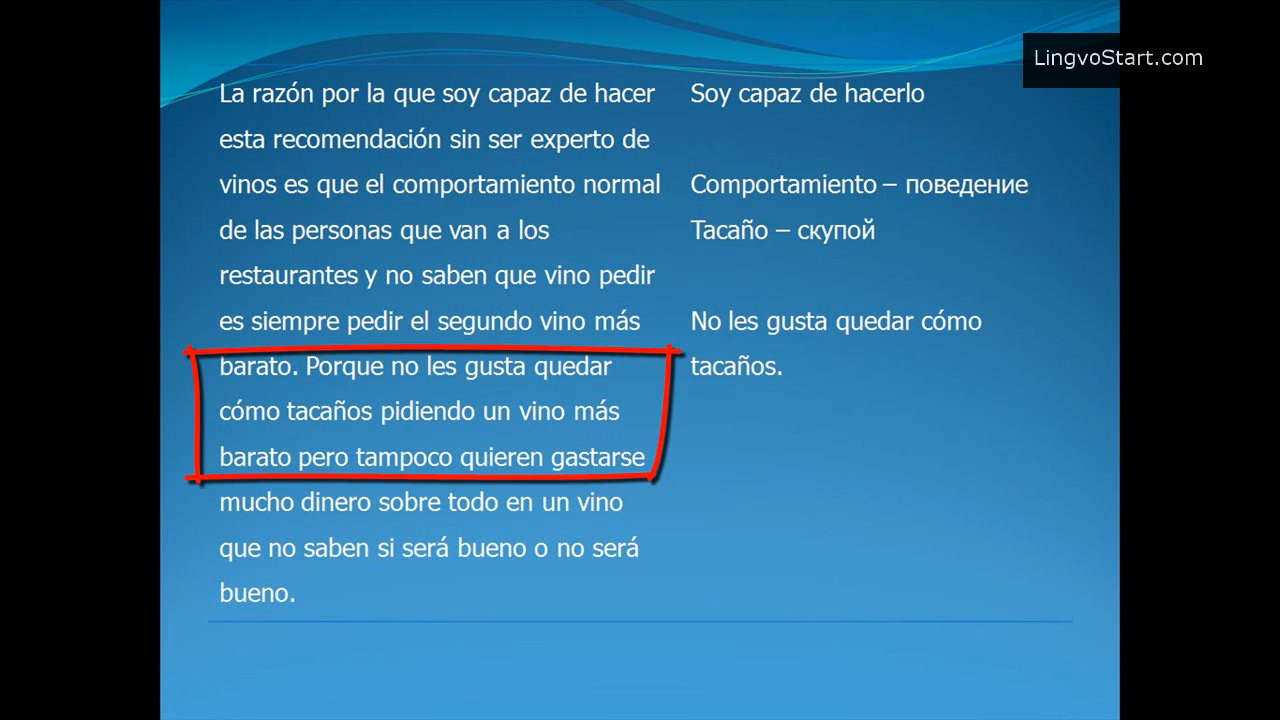 LingvoStart.com
La razón por la que soy capaz de hacer
esta recomendación sin ser experto de
vinos es que el comportamiento normal
de las personas que van a los
restaurantes y no saben que vino pedir
es siempre pedir el segundo vino más
barato. Porque no les gusta quedar
cómo tacaños pidiendo un vino más
barato pero tampoco quieren gastarse
mucho dinero sobre todo en un vino
que no saben si será bueno o no será
bueno.
Soy capaz de hacerlo
Comportamiento – поведение
Tacaño – скупой
No les gusta quedar cómo
tacaños.